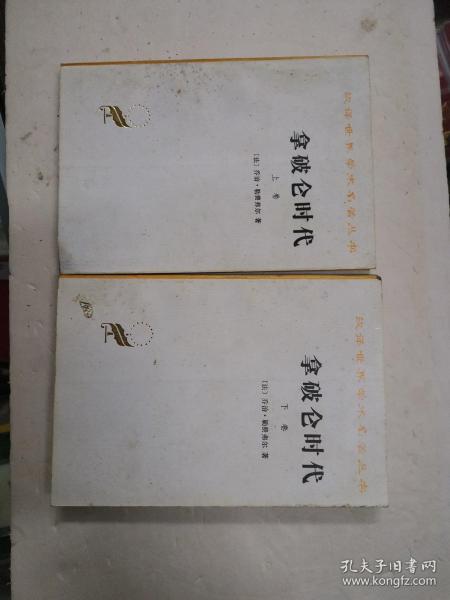 汉译世界学术名著丛书
拿破仑时代
上卷
〔法〕乔治·勒费弗尔 著
汉译世界学术名著丛书
拿破仑时代
下卷
〔法〕乔治·勒费弗尔 著
孔夫子旧书网
www.kongfz.com